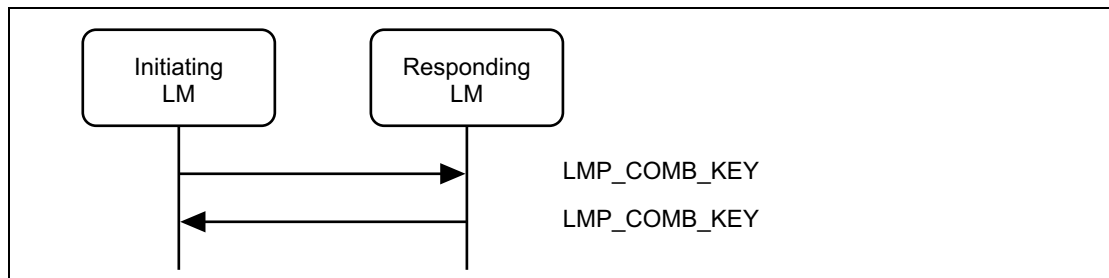 Initiating
LM
Responding
LM
LMP_COMB_KEY
LMP_COMB_KEY